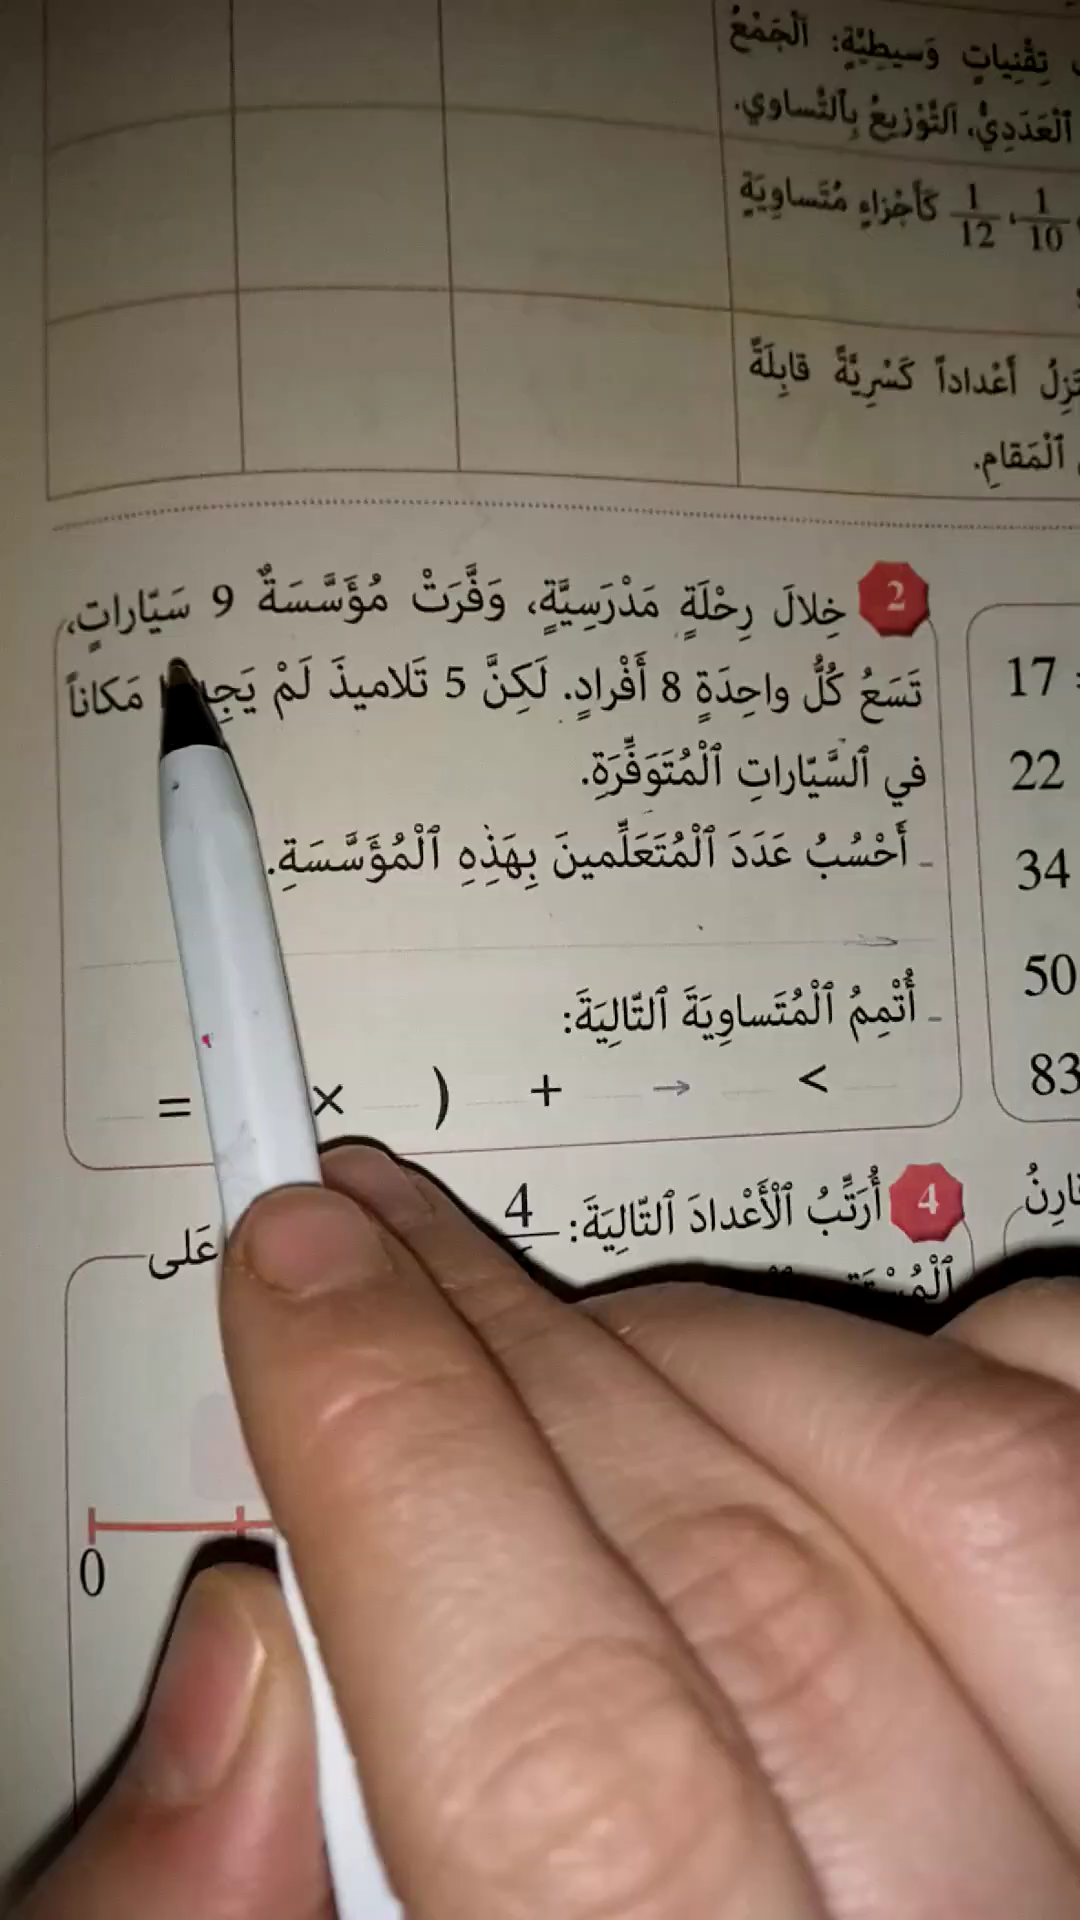 تِقْنِياتٍ وَسيطِيَّةٍ: اَلْجَمْعُ
اَلْعَدَدِيُّ، اَلتَّوْزيعُ بِالتَّساوي.
1/10، 1/12 كَأَجْزاءٍ مُتَساوِيَةٍ
أَعْداداً كَسْرِيَّةً قابِلَةً
اَلْمَقامِ.
2 خِلالَ رِحْلَةٍ مَدْرَسِيَّةٍ، وَفَّرَتْ مُؤَسَّسَةٌ 9 سَيّاراتٍ،
تَسَعُ كُلُّ واحِدَةٍ 8 أَفْرادٍ. لَكِنَّ 5 تَلاميذَ لَمْ مَكاناً
في اَلسَّيّاراتِ اَلْمُتَوَفِّرَةِ.
ـ أَحْسُبُ عَدَدَ اَلْمُتَعَلِّمينَ بِهَذِهِ اَلْمُؤَسَّسَةِ.
ـ أُتْمِمُ اَلْمُتَساوِيَةَ اَلتّالِيَةَ:
= × ) + → <
17
22
34
50
83
4 أُرَتِّبُ اَلْأَعْدادَ اَلتّالِيَةَ: 4
عَلى
0